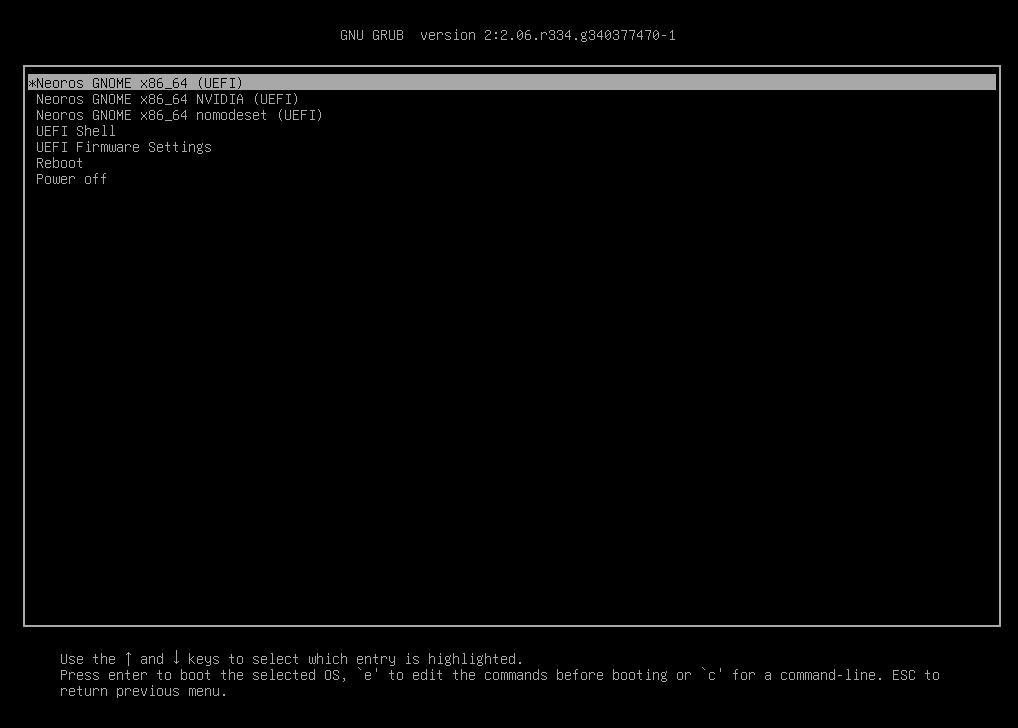 GNU GRUB  version 2:2.06.r334.g340377470-1
*Neoros GNOME x86_64 (UEFI)
Neoros GNOME x86_64 NVIDIA (UEFI)
Neoros GNOME x86_64 nomodeset (UEFI)
UEFI Shell
UEFI Firmware Settings
Reboot
Power off
Use the ↑ and ↓ keys to select which entry is highlighted.
Press enter to boot the selected OS, `e' to edit the commands before booting or `c' for a command-line. ESC to
return previous menu.